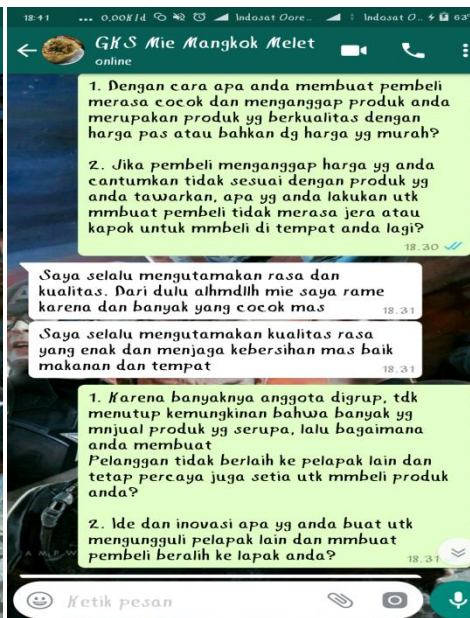 18:41 ... 0,00K/d Indosat Oore.. Indosat O.. 63%
GKS Mie Mangkok Melet
online
1. Dengan cara apa anda membuat pembeli
merasa cocok dan menganggap produk anda
merupakan produk yg berkualitas dengan
harga pas atau bahkan dg harga yg murah?
2. Jika pembeli menganggap harga yg anda
cantumkan tidak sesuai dengan produk yg
anda tawarkan, apa yg anda lakukan utk
mmbuat pembeli tidak merasa jera atau
kapok untuk mmbeli di tempat anda lagi?
18.30
Saya selalu mengutamakan rasa dan
kualitas. Dari dulu alhmdllh mie saya rame
karena dan banyak yang cocok mas
18.31
Saya selalu mengutamakan kualitas rasa
yang enak dan menjaga kebersihan mas baik
makanan dan tempat
18.31
1. Karena banyaknya anggota digrup, tdk
menutup kemungkinan bahwa banyak yg
mnjual produk yg serupa, lalu bagaimana
anda membuat
Pelanggan tidak berlaih ke pelapak lain dan
tetap percaya juga setia utk mmbeli produk
anda?
2. Ide dan inovasi apa yg anda buat utk
mengungguli pelapak lain dan mmbuat
pembeli beralih ke lapak anda?
18.31
Ketik pesan